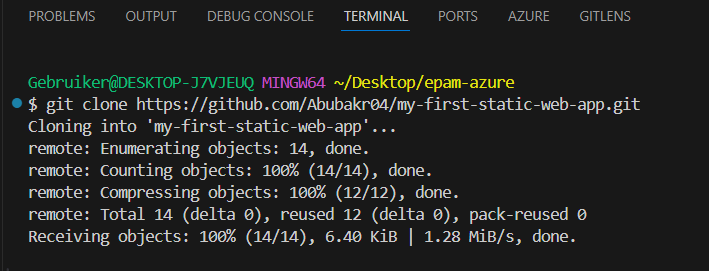 PROBLEMS OUTPUT DEBUG CONSOLE TERMINAL PORTS AZURE GITLENS
Gebruiker@DESKTOP-J7VJEUQ MINGW64 ~/Desktop/epam-azure
$ git clone https://github.com/Abubakr04/my-first-static-web-app.git
Cloning into 'my-first-static-web-app'...
remote: Enumerating objects: 14, done.
remote: Counting objects: 100% (14/14), done.
remote: Compressing objects: 100% (12/12), done.
remote: Total 14 (delta 0), reused 12 (delta 0), pack-reused 0
Receiving objects: 100% (14/14), 6.40 KiB | 1.28 MiB/s, done.